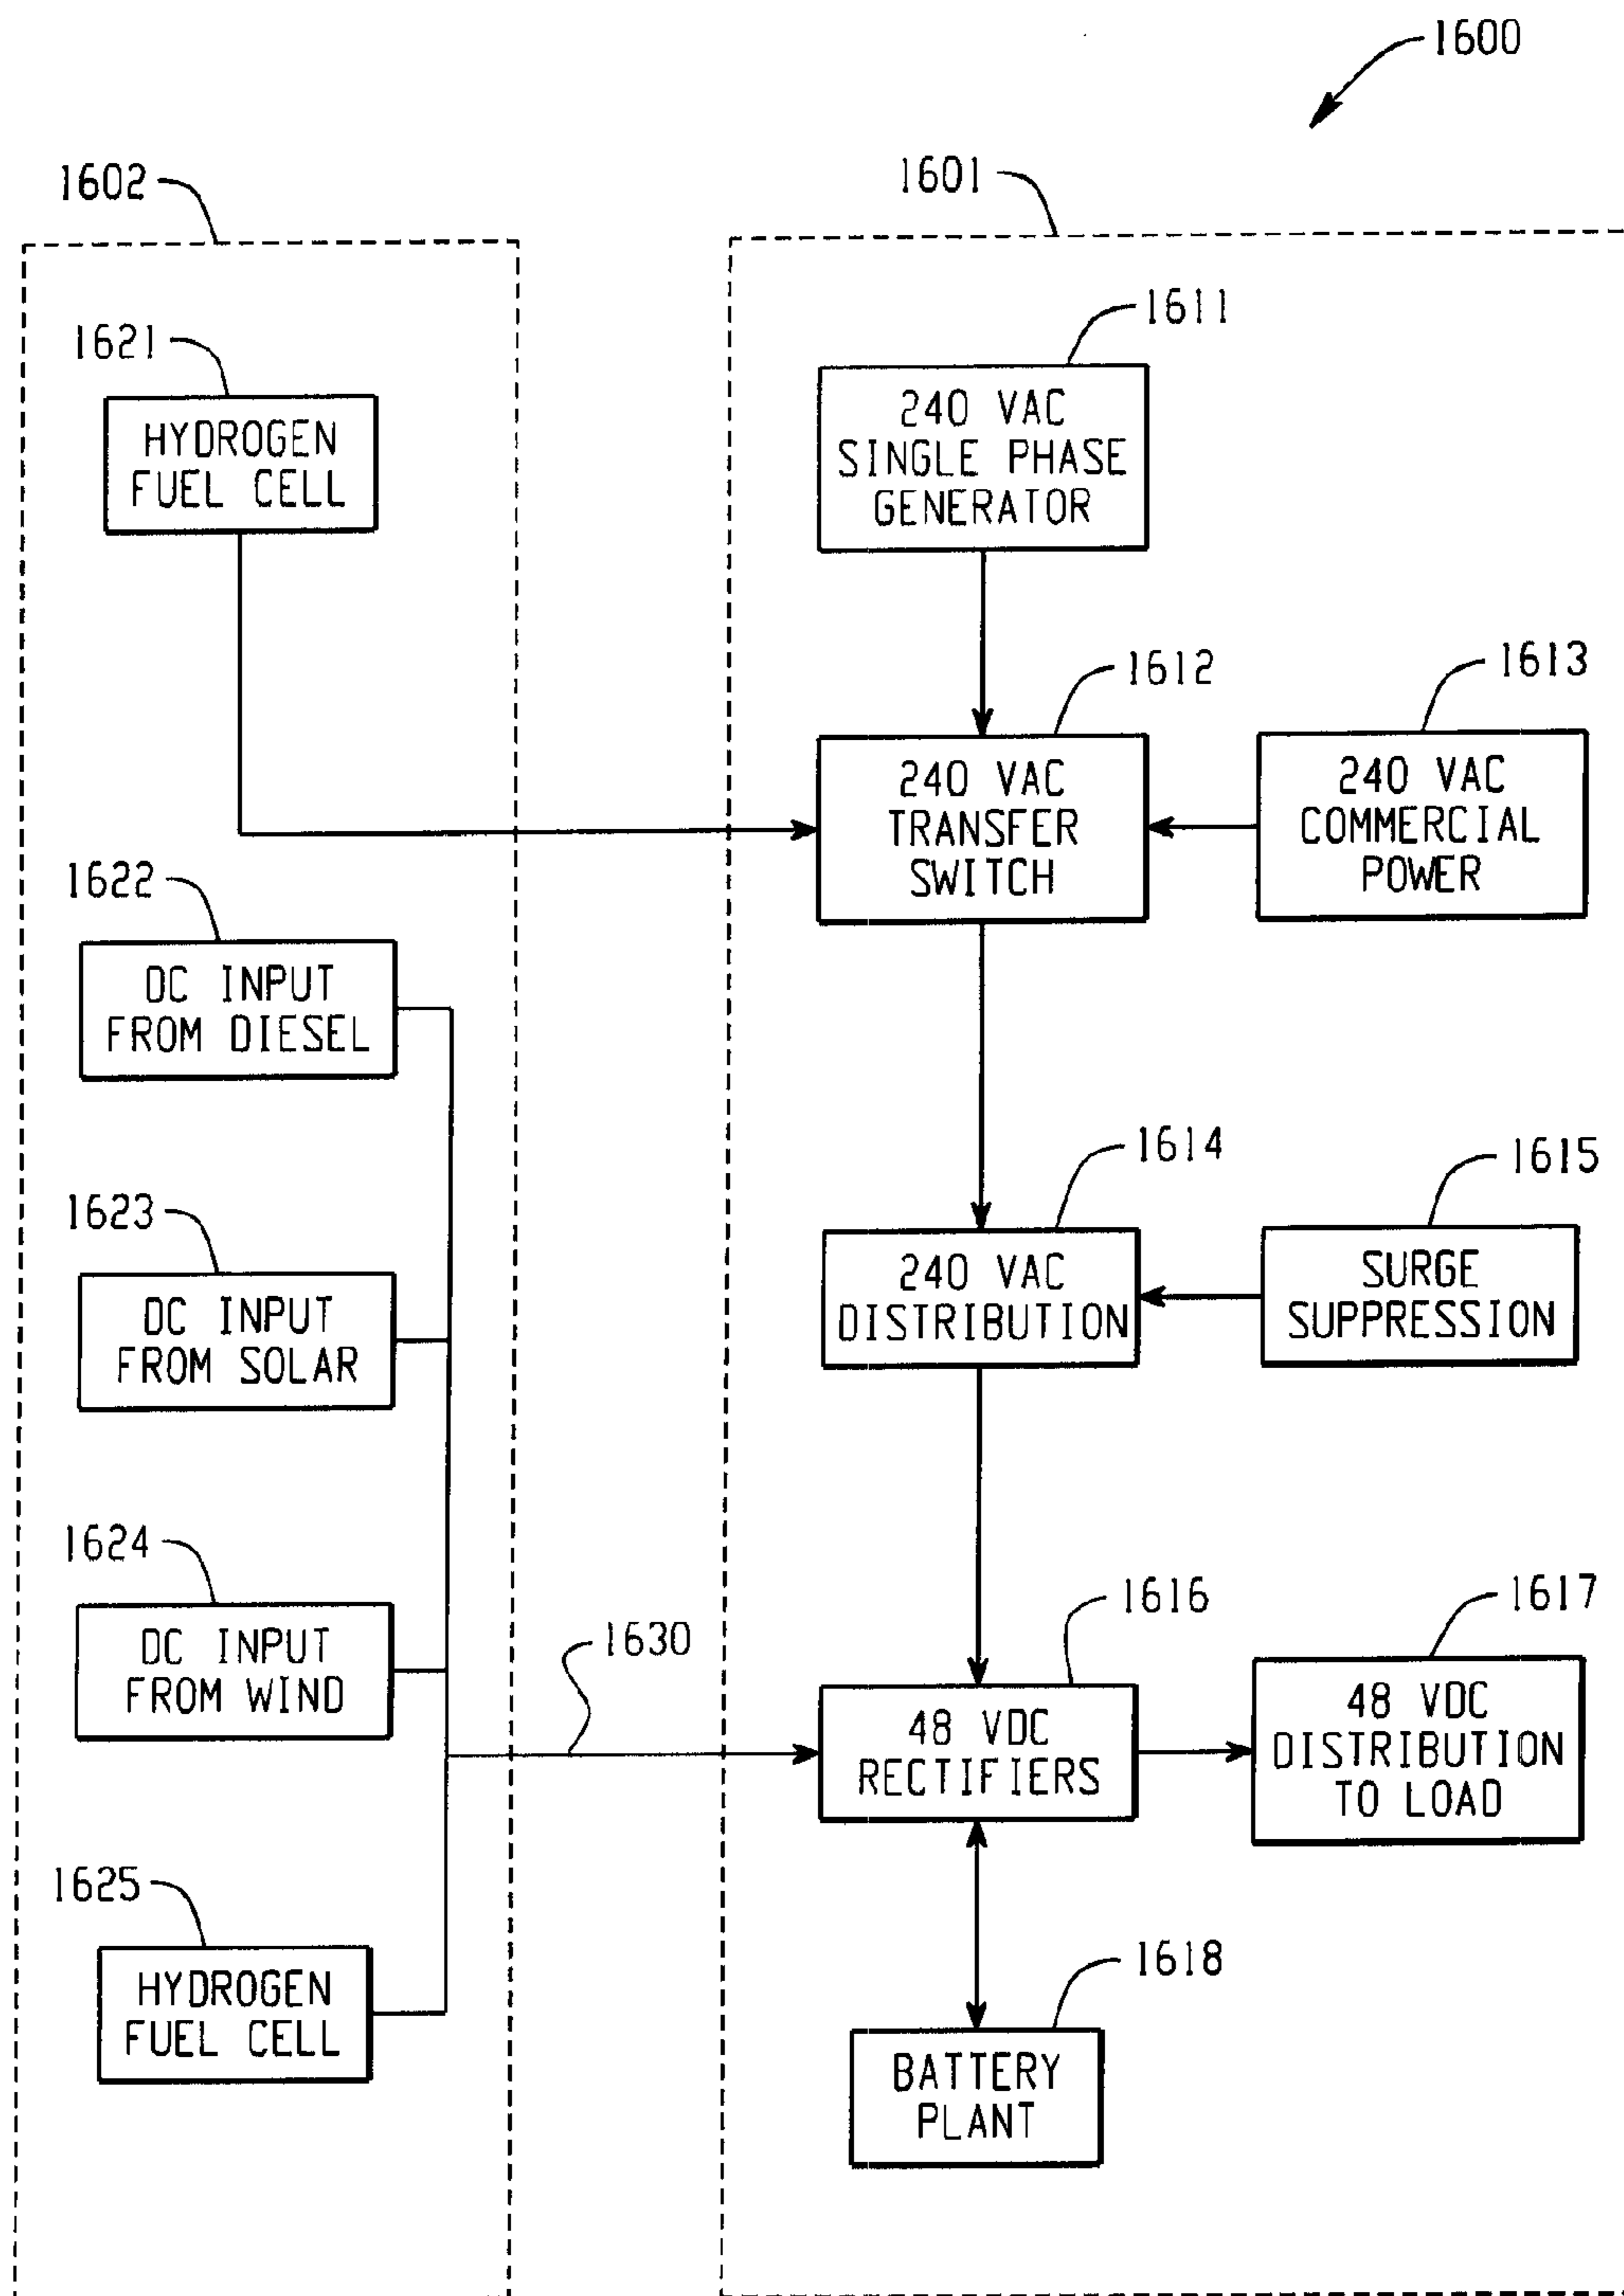 1600
1602
1601
1621
HYDROGEN
FUEL CELL
1611
240 VAC
SINGLE PHASE
GENERATOR
1612
240 VAC
TRANSFER
SWITCH
1613
240 VAC
COMMERCIAL
POWER
1622
DC INPUT
FROM DIESEL
1614
240 VAC
DISTRIBUTION
1615
SURGE
SUPPRESSION
1623
DC INPUT
FROM SOLAR
1624
DC INPUT
FROM WIND
1630
1616
48 VDC
RECTIFIERS
1617
48 VDC
DISTRIBUTION
TO LOAD
1625
HYDROGEN
FUEL CELL
1618
BATTERY
PLANT